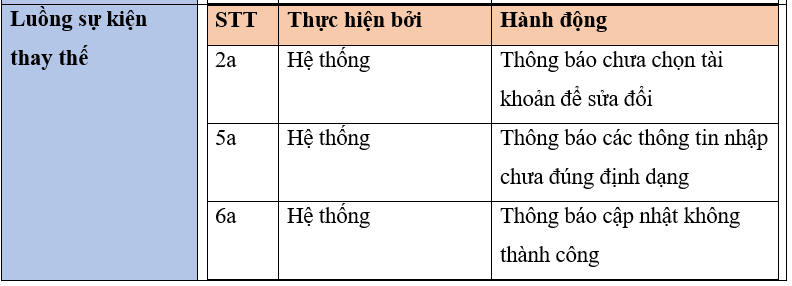 Luồng sự kiện
thay thế
STT Thực hiện bởi Hành động
2a Hệ thống Thông báo chưa chọn tài
khoản để sửa đổi
5a Hệ thống Thông báo các thông tin nhập
chưa đúng định dạng
6a Hệ thống Thông báo cập nhật không
thành công